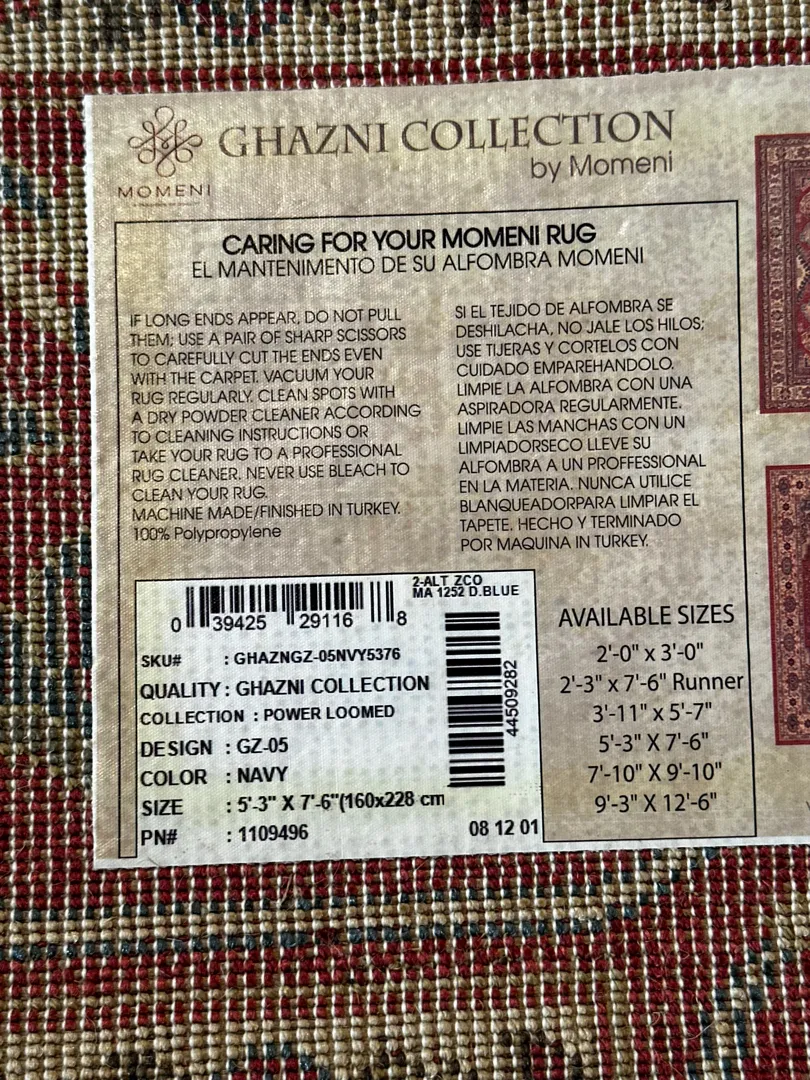 GHAZNI COLLECTION
by Momeni
MOMENI
CARING FOR YOUR MOMENI RUG
EL MANTENIMENTO DE SU ALFOMBRA MOMENI
IF LONG ENDS APPEAR, DO NOT PULL
THEM; USE A PAIR OF SHARP SCISSORS
TO CAREFULLY CUT THE ENDS EVEN
WITH THE CARPET. VACUUM YOUR
RUG REGULARLY. CLEAN SPOTS WITH
A DRY POWDER CLEANER ACCORDING
TO CLEANING INSTRUCTIONS OR
TAKE YOUR RUG TO A PROFESSIONAL
RUG CLEANER. NEVER USE BLEACH TO
CLEAN YOUR RUG.
MACHINE MADE/FINISHED IN TURKEY.
100% Polypropylene
SI EL TEJIDO DE ALFOMBRA SE
DESHILACHA, NO JALE LOS HILOS;
USE TIJERAS Y CORTELOS CON
CUIDADO EMPAREHANDOLO.
LIMPIE LA ALFOMBRA CON UNA
ASPIRADORA REGULARMENTE.
LIMPIE LAS MANCHAS CON UN
LIMPIADORSECO LLEVE SU
ALFOMBRA A UN PROFFESSIONAL
EN LA MATERIA. NUNCA UTILICE
BLANQUEADORPARA LIMPIAR EL
TAPETE. HECHO Y TERMINADO
POR MAQUINA IN TURKEY.
0 39425 29116 8
2-ALT ZCO
MA 1252 D.BLUE
44509282
SKU# : GHAZNGZ-05NVY5376
QUALITY : GHAZNI COLLECTION
COLLECTION : POWER LOOMED
DESIGN : GZ-05
COLOR : NAVY
SIZE : 5'-3" X 7'-6"(160x228 cm
PN# : 1109496
08 12 01
AVAILABLE SIZES
2'-0" x 3'-0"
2'-3" x 7'-6" Runner
3'-11" x 5'-7"
5'-3" X 7'-6"
7'-10" X 9'-10"
9'-3" X 12'-6"